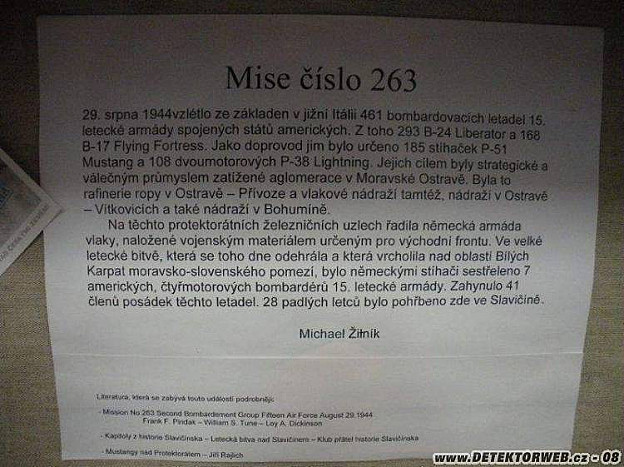 Mise číslo 263
29. srpna 1944vzlétlo ze základen v jižní Itálii 461 bombardovacích letadel 15.
letecké armády spojených států amerických. Z toho 293 B-24 Liberator a 168
B-17 Flying Fortress. Jako doprovod jim bylo určeno 185 stíhaček P-51
Mustang a 108 dvoumotorových P-38 Lightning. Jejich cílem byly strategické a
válečným průmyslem zatížené aglomerace v Moravské Ostravě. Byla to
rafinerie ropy v Ostravě – Přívoze a vlakové nádraží tamtéž, nádraží v Ostravě
– Vítkovicích a také nádraží v Bohumíně.
Na těchto protektorátních železničních uzlech řadila německá armáda
vlaky, naložené vojenským materiálem určeným pro východní frontu. Ve velké
letecké bitvě, která se toho dne odehrála a která vrcholila nad oblastí Bílých
Karpat moravsko-slovenského pomezí, bylo německými stíhači sestřeleno 7
amerických, čtyřmotorových bombardérů 15. letecké armády. Zahynulo 41
členů posádek těchto letadel. 28 padlých letců bylo pohřbeno zde ve Slavičíně.
Michael Žitník
Literatura, která se zabývá touto událostí podrobněji:
- Mission No 263 Second Bombardement Group Fifteen Air Force August 29.1944
Frank F. Pindak – William S. Tune – Loy A. Dickinson
- Kapitoly z historie Slavičínska – Letecká bitva nad Slavičínem – Klub přátel historie Slavičínska
- Mustangy nad Protektorátem – Jiří Rajlich
www.DETEKTORWEB.cz - 08